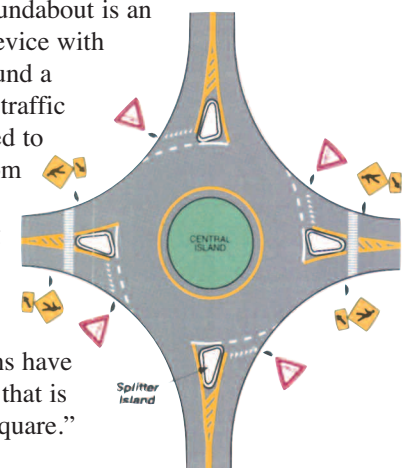 undabout is an
evice with
und a
traffic
ed to
m
CENTRAL
ISLAND
ns have
that is
quare.”
Splitter
Island